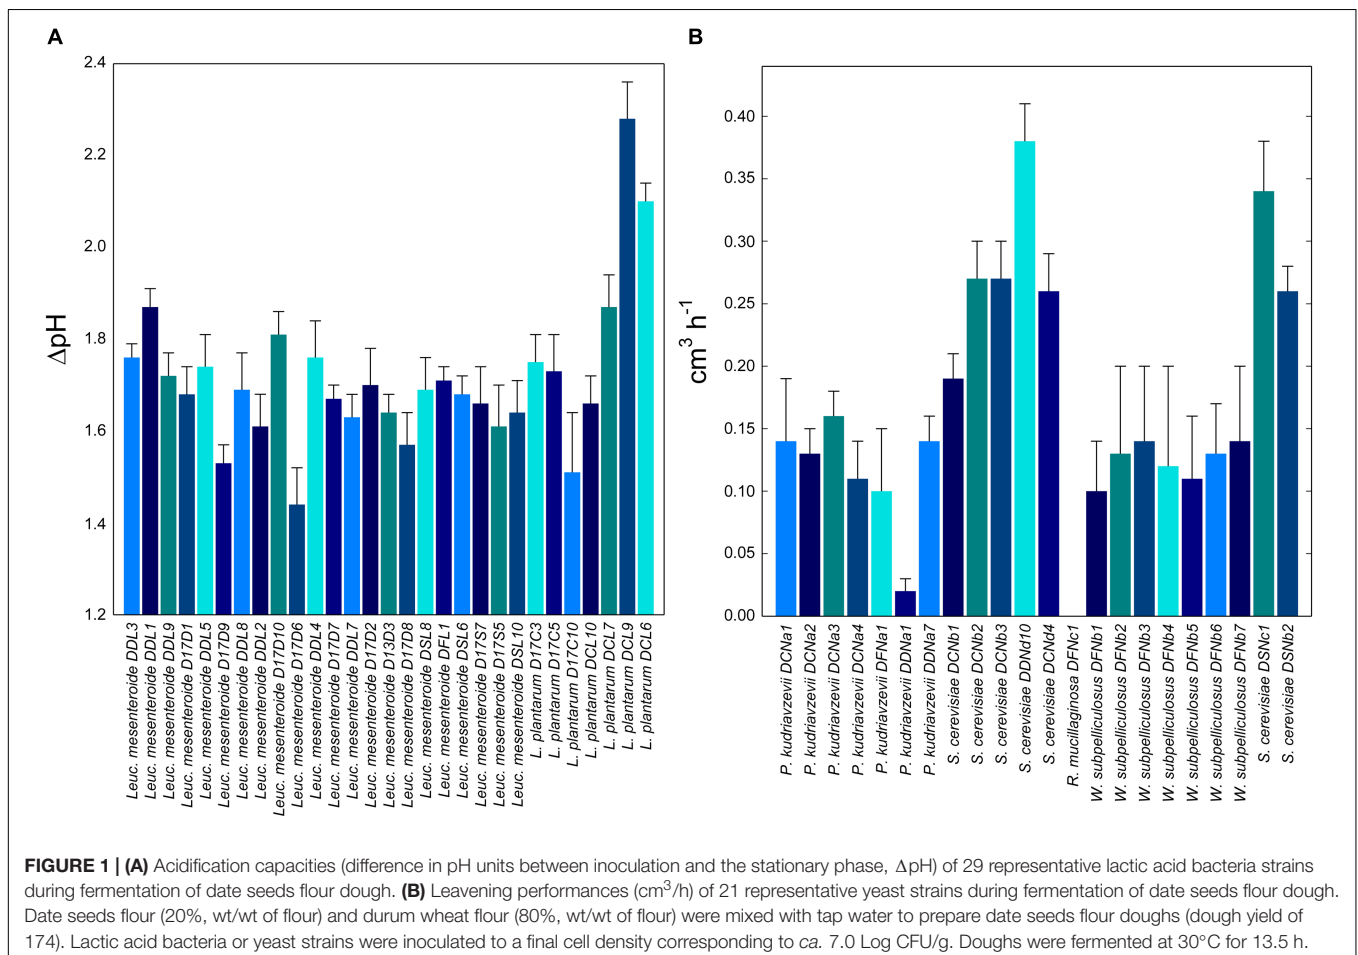 A
B
2.4
2.2
2.0
1.8
1.6
1.4
1.2
ΔpH
Leuc. mesenteroide DDL3
Leuc. mesenteroide DDL1
Leuc. mesenteroide DDL9
Leuc. mesenteroide D17D1
Leuc. mesenteroide DDL5
Leuc. mesenteroide D17D9
Leuc. mesenteroide DDL8
Leuc. mesenteroide DDL2
Leuc. mesenteroide D17D10
Leuc. mesenteroide D17D6
Leuc. mesenteroide DDL4
Leuc. mesenteroide D17D7
Leuc. mesenteroide DDL7
Leuc. mesenteroide D17D2
Leuc. mesenteroide D13D3
Leuc. mesenteroide D17D8
Leuc. mesenteroide DSL8
Leuc. mesenteroide DFL1
Leuc. mesenteroide DSL6
Leuc. mesenteroide D17S7
Leuc. mesenteroide D17S5
Leuc. mesenteroide DSL10
L. plantarum D17C3
L. plantarum D17C5
L. plantarum D17C10
L. plantarum DCL10
L. plantarum DCL7
L. plantarum DCL9
L. plantarum DCL6
0.40
0.35
0.30
0.25
0.20
0.15
0.10
0.05
0.00
cm³ h⁻¹
P. kudriavzevii DCNa1
P. kudriavzevii DCNa2
P. kudriavzevii DCNa3
P. kudriavzevii DCNa4
P. kudriavzevii DFNa1
P. kudriavzevii DDNa1
P. kudriavzevii DDNa7
S. cerevisiae DCNb1
S. cerevisiae DCNb2
S. cerevisiae DCNb3
S. cerevisiae DDNd10
S. cerevisiae DCNd4
R. mucillaginosa DFNc1
W. subpelliculosus DFNb1
W. subpelliculosus DFNb2
W. subpelliculosus DFNb3
W. subpelliculosus DFNb4
W. subpelliculosus DFNb5
W. subpelliculosus DFNb6
W. subpelliculosus DFNb7
S. cerevisiae DSNc1
S. cerevisiae DSNb2
FIGURE 1 | (A) Acidification capacities (difference in pH units between inoculation and the stationary phase, ΔpH) of 29 representative lactic acid bacteria strains
during fermentation of date seeds flour dough. (B) Leavening performances (cm³/h) of 21 representative yeast strains during fermentation of date seeds flour dough.
Date seeds flour (20%, wt/wt of flour) and durum wheat flour (80%, wt/wt of flour) were mixed with tap water to prepare date seeds flour doughs (dough yield of
174). Lactic acid bacteria or yeast strains were inoculated to a final cell density corresponding to ca. 7.0 Log CFU/g. Doughs were fermented at 30°C for 13.5 h.